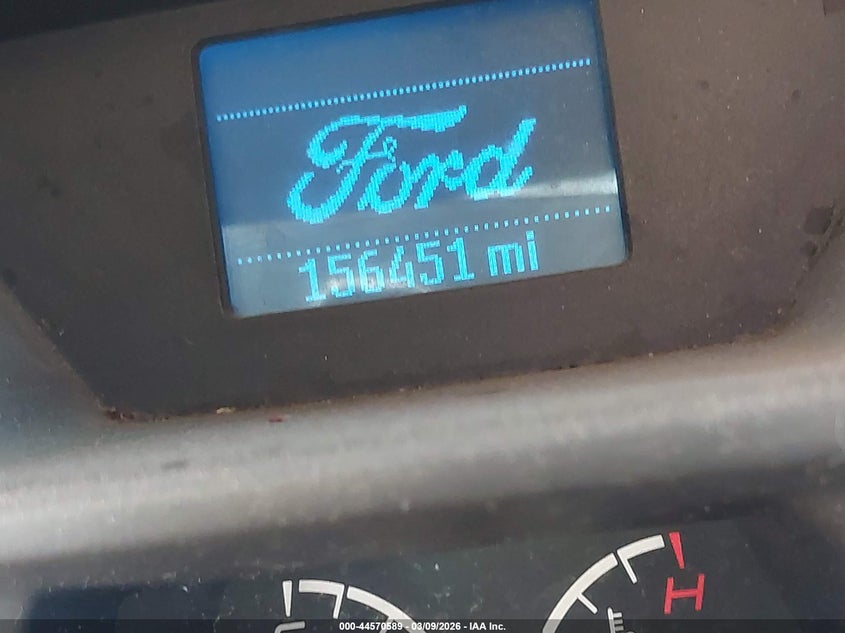 Ford
156451 mi
H
000-44570589 - 03/09/2026 - IAA Inc.